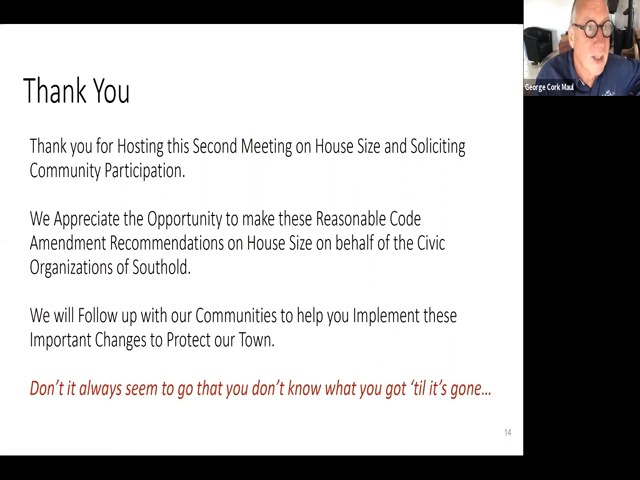 Thank You
Thank you for Hosting this Second Meeting on House Size and Soliciting
Community Participation.
We Appreciate the Opportunity to make these Reasonable Code
Amendment Recommendations on House Size on behalf of the Civic
Organizations of Southold.
We will Follow up with our Communities to help you Implement these
Important Changes to Protect our Town.
Don't it always seem to go that you don't know what you got 'til it's gone...
14
George Cork Maul